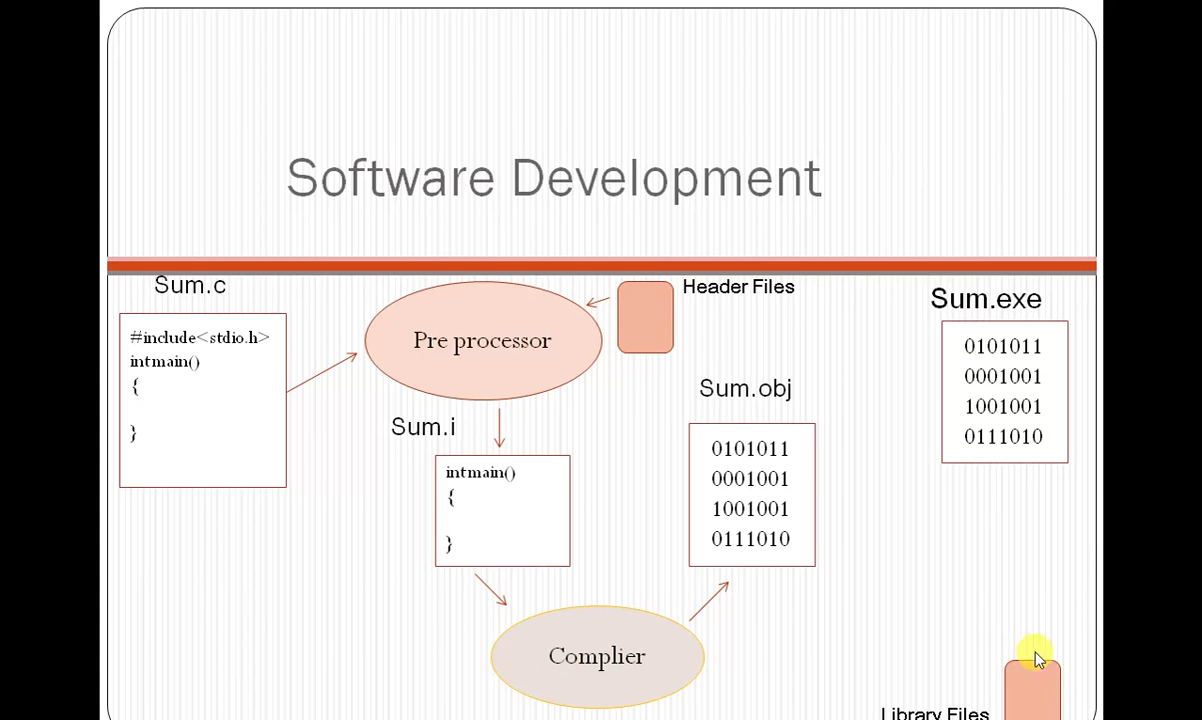 Software Development
Sum.c
#include<stdio.h>
intmain()
{
}
Pre processor
Header Files
Sum.i
intmain()
{
}
Complier
Sum.obj
0101011
0001001
1001001
0111010
Sum.exe
0101011
0001001
1001001
0111010
Library Files